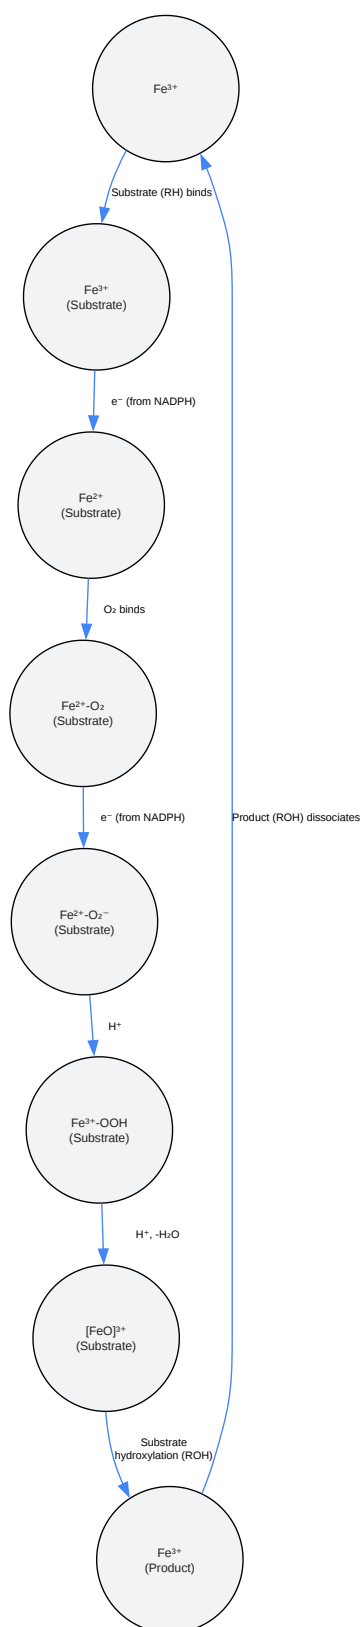 Fe³⁺
Substrate (RH) binds
Fe³⁺
(Substrate)
e⁻ (from NADPH)
Fe²⁺
(Substrate)
O₂ binds
Fe²⁺-O₂
(Substrate)
e⁻ (from NADPH)
Product (ROH) dissociates
Fe²⁺-O₂⁻
(Substrate)
H⁺
Fe³⁺-OOH
(Substrate)
H⁺, -H₂O
[FeO]³⁺
(Substrate)
Substrate
hydroxylation (ROH)
Fe³⁺
(Product)